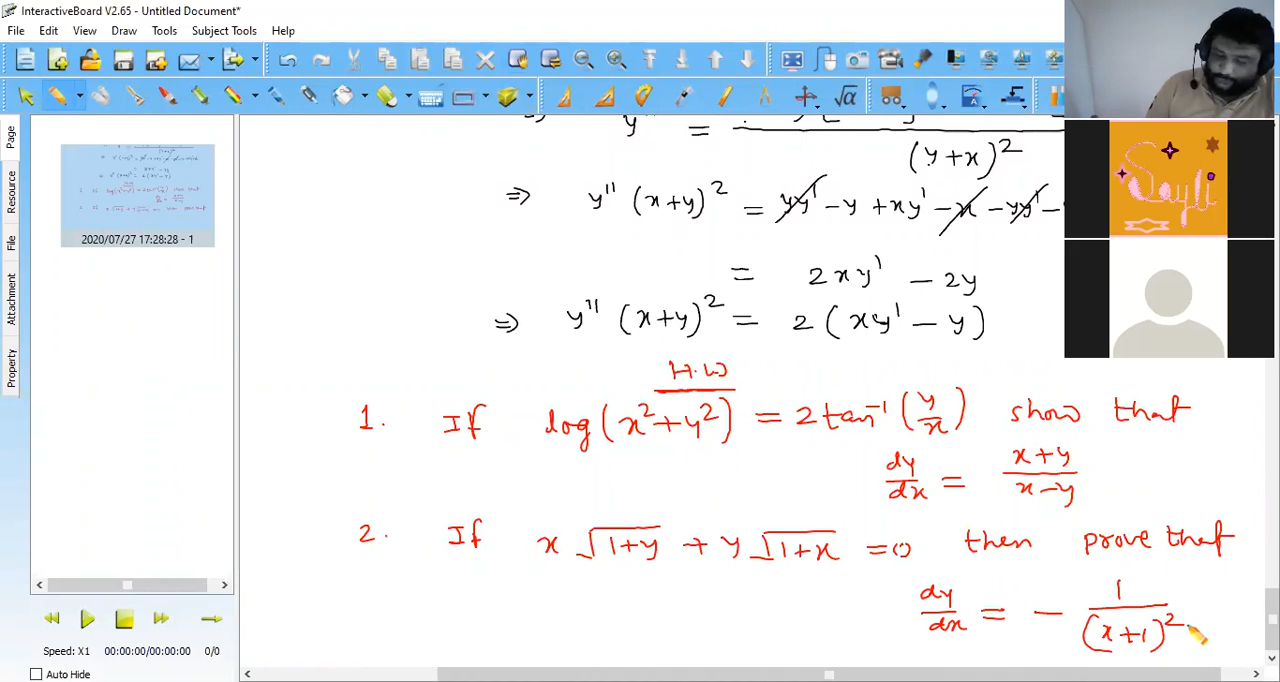 InteractiveBoard V2.65 - Untitled Document*
File Edit View Draw Tools Subject Tools Help
Page
Resource
File
Attachment
Property
2020/07/27 17:28:28 - 1
Speed: X1 00:00:00/00:00:00 0/0
Auto Hide
(y+x)²
⇒ y'' (x+y)² = yy' - y + xy' - x - yy' -
= 2xy' - 2y
⇒ y'' (x+y)² = 2 (xy' - y)
H.W
1. If log(x²+y²) = 2 tan⁻¹ (y/x) show that
dy/dx = x+y/x-y
2. If x √1+y + y √1+x = 0 then prove that
dy/dx = - 1/(x+1)²
Sayli